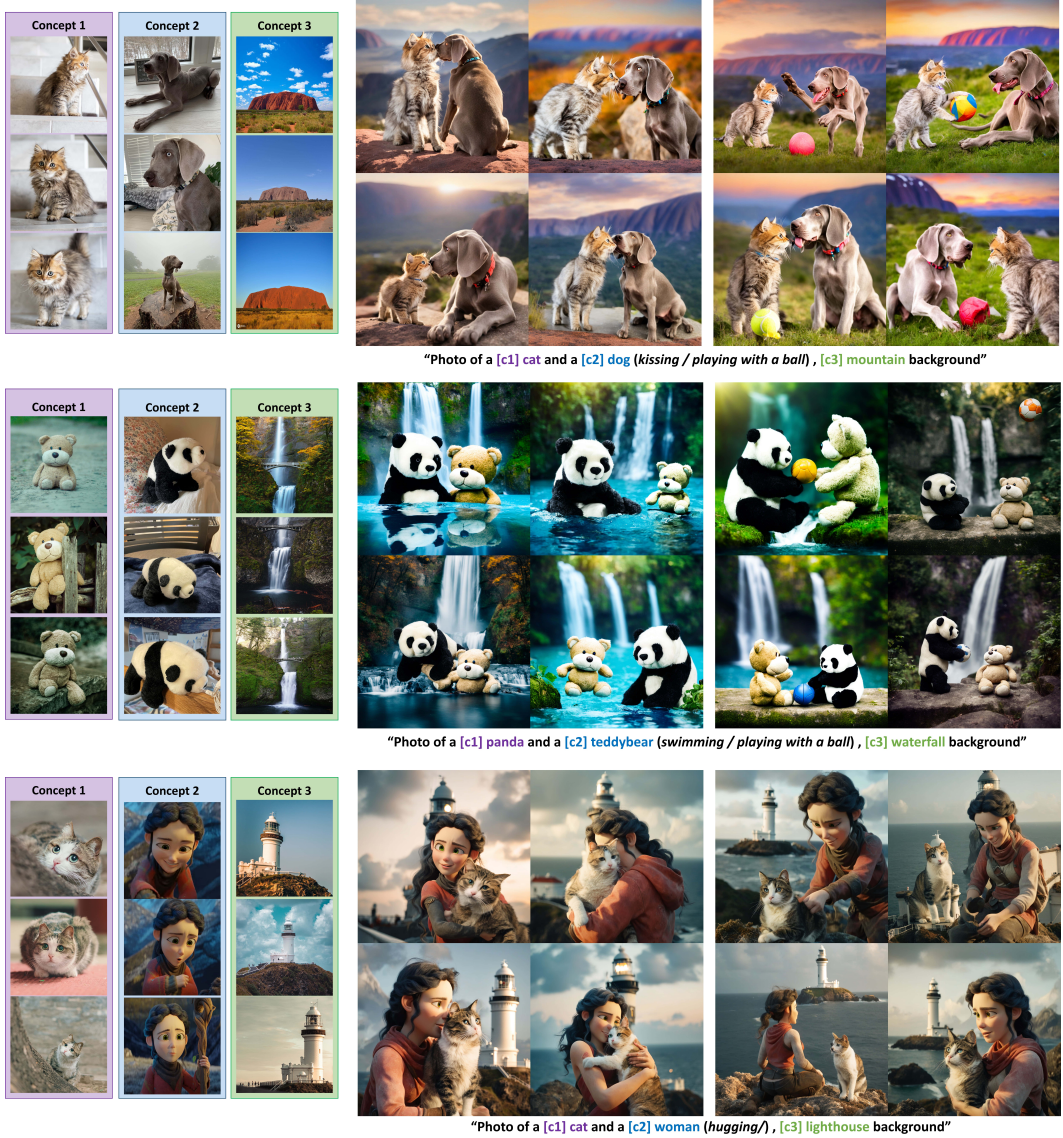 Concept 1
Concept 2
Concept 3
"Photo of a [c1] cat and a [c2] dog (kissing / playing with a ball) , [c3] mountain background"
Concept 1
Concept 2
Concept 3
"Photo of a [c1] panda and a [c2] teddybear (swimming / playing with a ball) , [c3] waterfall background"
Concept 1
Concept 2
Concept 3
"Photo of a [c1] cat and a [c2] woman (hugging/) , [c3] lighthouse background"